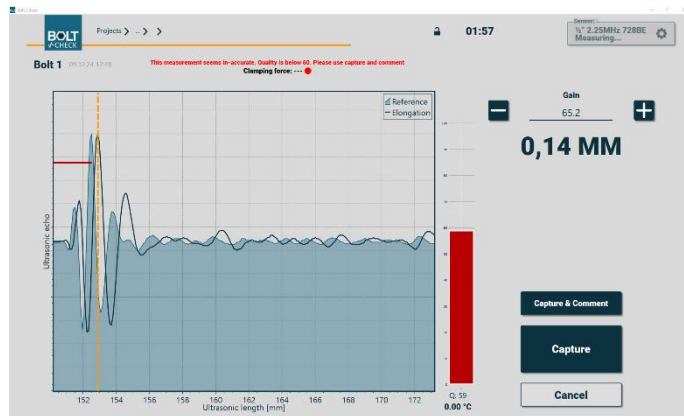 BOLT
✓-CHECK
Projects > .. > >
01:57
½" 2.25MHz 728BE
Measuring...
Bolt 1
This measurement seems in-accurate. Quality is below 60. Please use capture and comment
Clamping force: ---
Reference
Elongation
Gain
65.2
0,14 MM
Ultrasonic echo
152 154 156 158 160 162 164 166 168 170 172
Ultrasonic length [mm]
Q: 59
0.00 °C
Capture & Comment
Capture
Cancel